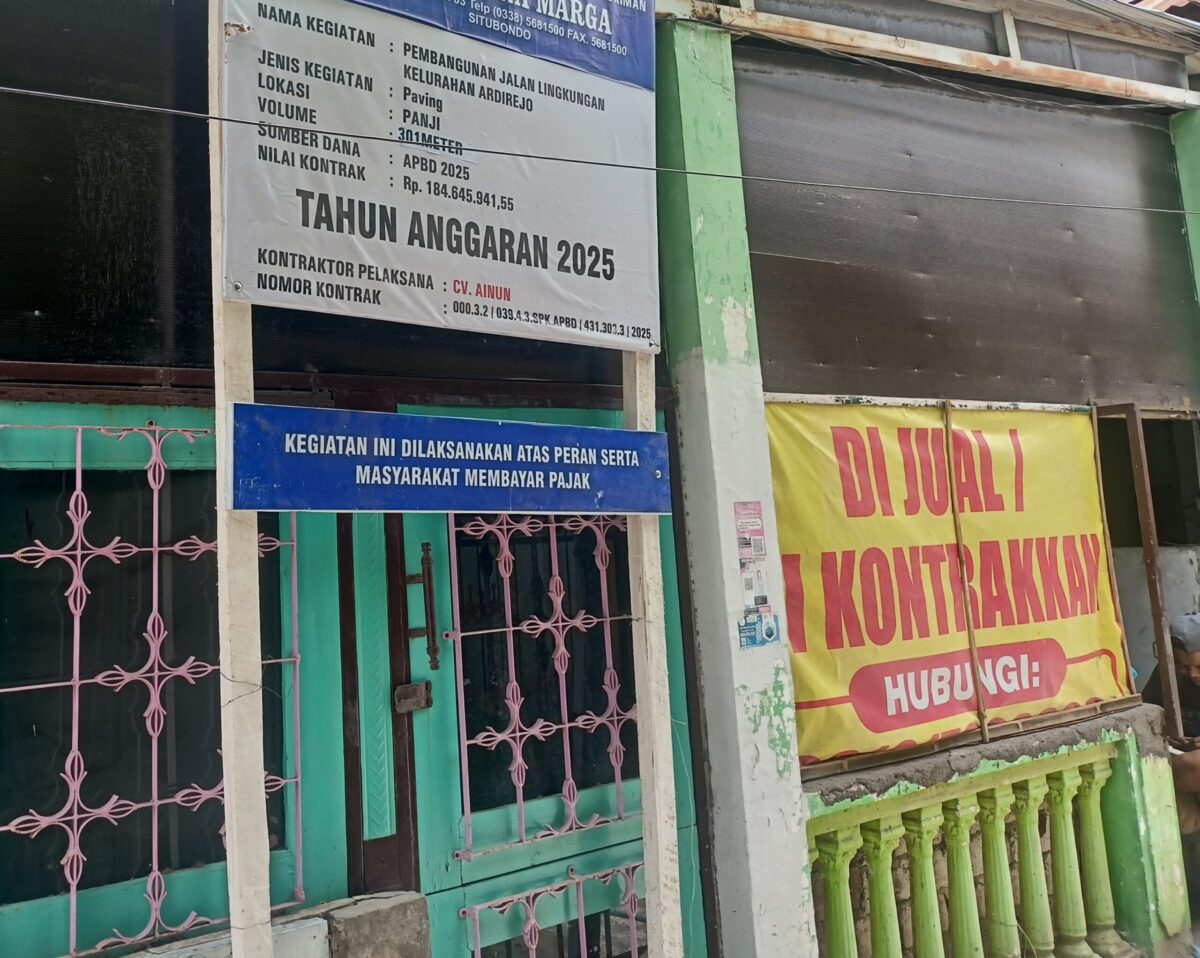 MARGA
Telp (0338) 5681500 FAX. 5681500
SITUBONDO
NAMA KEGIATAN : PEMBANGUNAN JALAN LINGKUNGAN
KELURAHAN ARDIREJO
JENIS KEGIATAN : Paving
LOKASI : PANJI
VOLUME : 301METER
SUMBER DANA : APBD 2025
NILAI KONTRAK : Rp. 184.645.941,55
TAHUN ANGGARAN 2025
KONTRAKTOR PELAKSANA : CV. AINUN
NOMOR KONTRAK : 000.3.2 / 039.4.3.SPK.APBD / 431.303.3 / 2025
KEGIATAN INI DILAKSANAKAN ATAS PERAN SERTA
MASYARAKAT MEMBAYAR PAJAK
DI JUAL /
KONTRAKKAN
HUBUNGI: